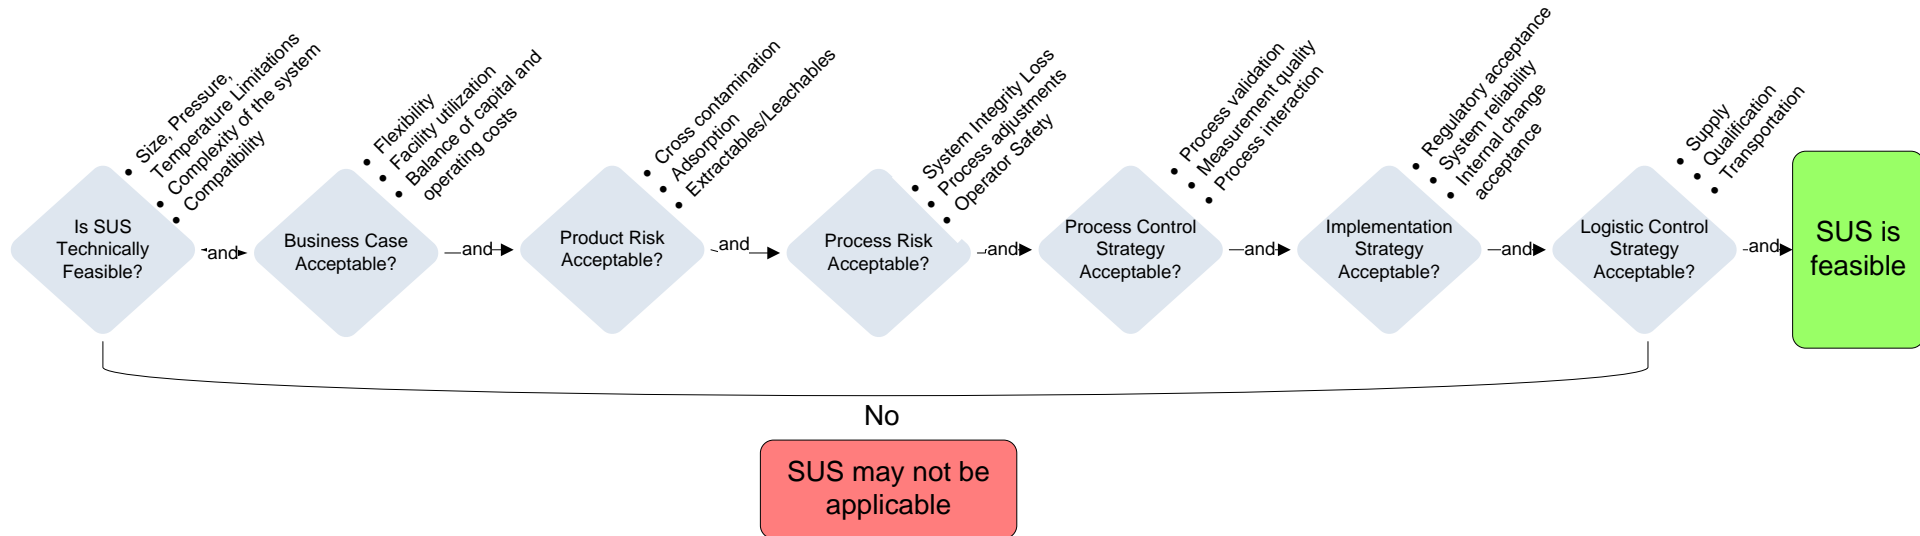 • Size, Pressure,
Temperature Limitations
• Complexity of the system
• Compatibility
Is SUS
Technically
Feasible?
and
• Flexibility
• Facility utilization
• Balance of capital and
operating costs
Business Case
Acceptable?
and
• Cross contamination
• Adsorption
• Extractables/Leachables
Product Risk
Acceptable?
and
• System Integrity Loss
• Process adjustments
• Operator Safety
Process Risk
Acceptable?
and
• Process validation
• Measurement quality
• Process interaction
Process Control
Strategy
Acceptable?
and
• Regulatory acceptance
• System reliability
• Internal change
acceptance
Implementation
Strategy
Acceptable?
and
• Supply
• Qualification
• Transportation
Logistic Control
Strategy
Acceptable?
and
SUS is
feasible
No
SUS may not be
applicable